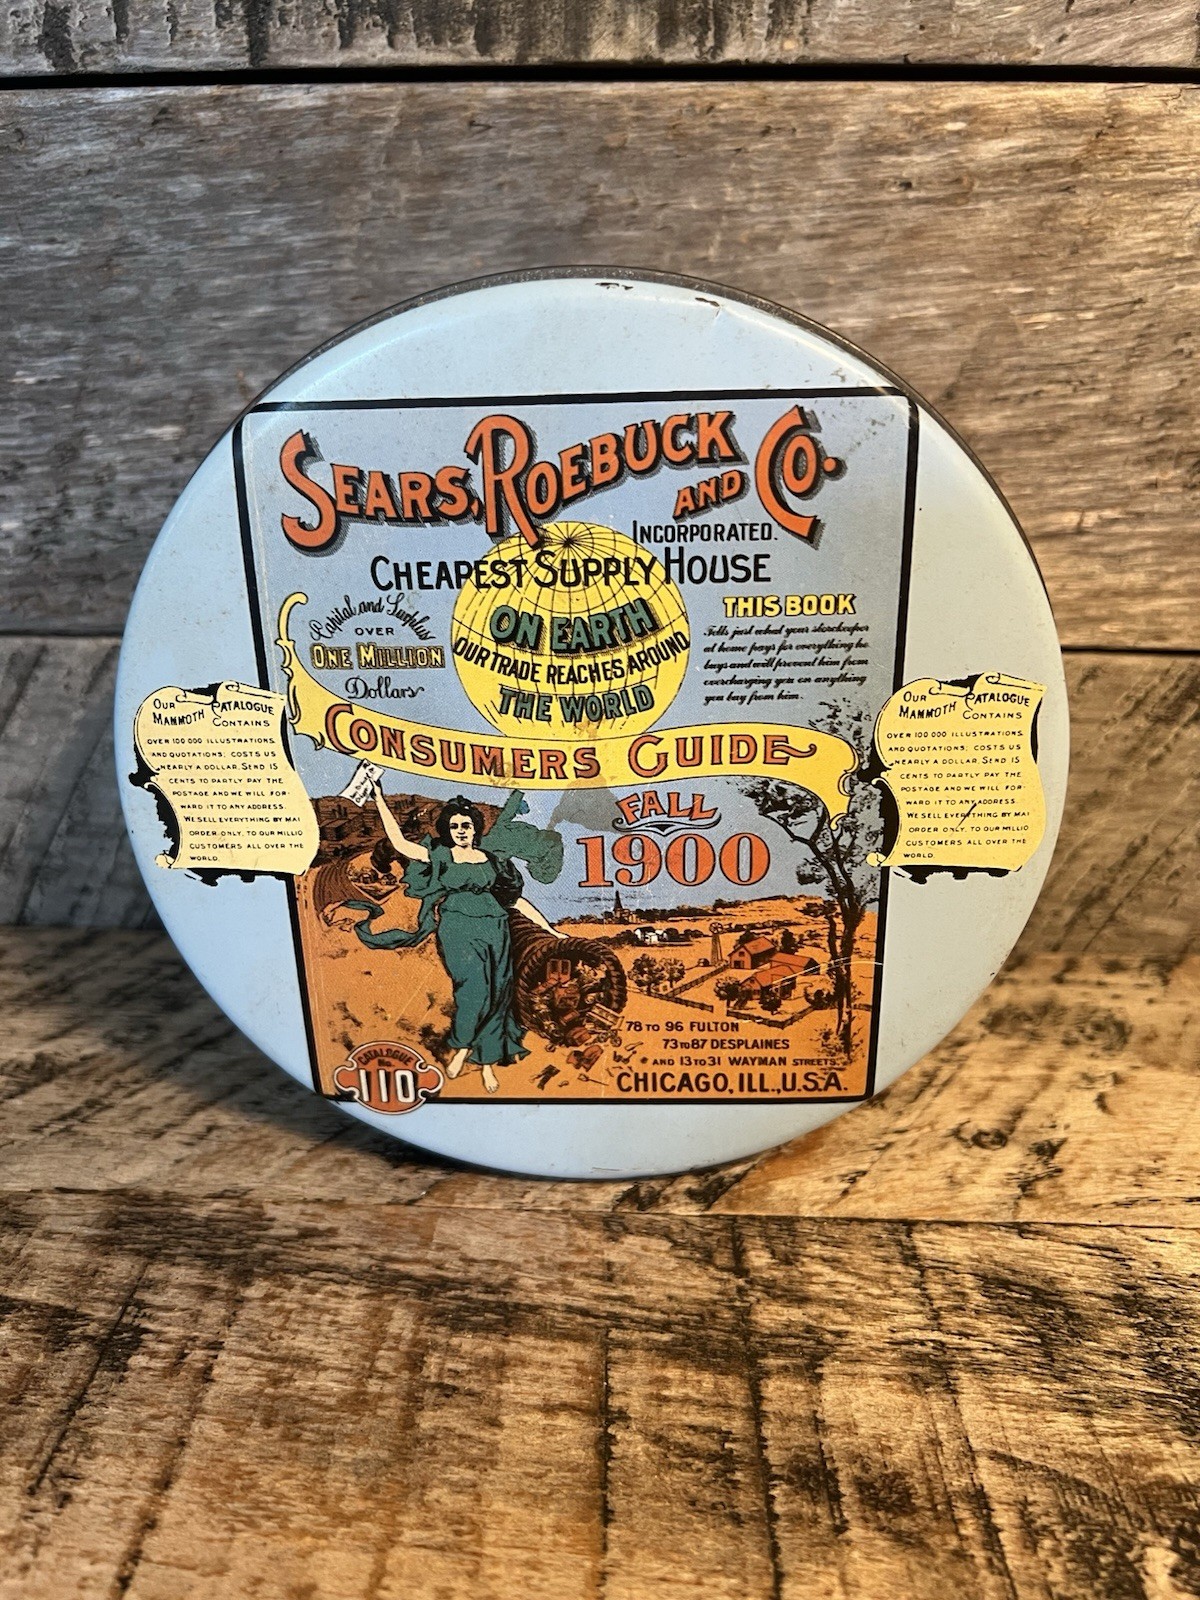 SEARS, ROEBUCK AND CO.
INCORPORATED.
CHEAPEST SUPPLY HOUSE
ON EARTH
OUR TRADE REACHES AROUND
THE WORLD
Capital and Surplus
OVER
ONE MILLION
Dollars
THIS BOOK
Tells just what your storekeeper
at home pays for everything he
buys and will prevent him from
overcharging you on anything
you buy from him.
CONSUMERS GUIDE
FALL
1900
OUR MAMMOTH CATALOGUE
CONTAINS
OVER 100 000 ILLUSTRATIONS
AND QUOTATIONS; COSTS US
NEARLY A DOLLAR. SEND 15
CENTS TO PARTLY PAY THE
POSTAGE AND WE WILL FOR-
WARD IT TO ANY ADDRESS.
WE SELL EVERYTHING BY MAI
ORDER ONLY, TO OUR MILLIO
CUSTOMERS ALL OVER THE
WORLD.
OUR MAMMOTH CATALOGUE
CONTAINS
OVER 100 000 ILLUSTRATIONS
AND QUOTATIONS; COSTS US
NEARLY A DOLLAR. SEND 15
CENTS TO PARTLY PAY THE
POSTAGE AND WE WILL FOR-
WARD IT TO ANY ADDRESS.
WE SELL EVERYTHING BY MAI
ORDER ONLY, TO OUR MILLIO
CUSTOMERS ALL OVER THE
WORLD.
78 TO 96 FULTON
73 TO 87 DESPLAINES
AND 13 TO 31 WAYMAN STREETS.
CHICAGO, ILL., U.S.A.
CATALOGUE
No.
110